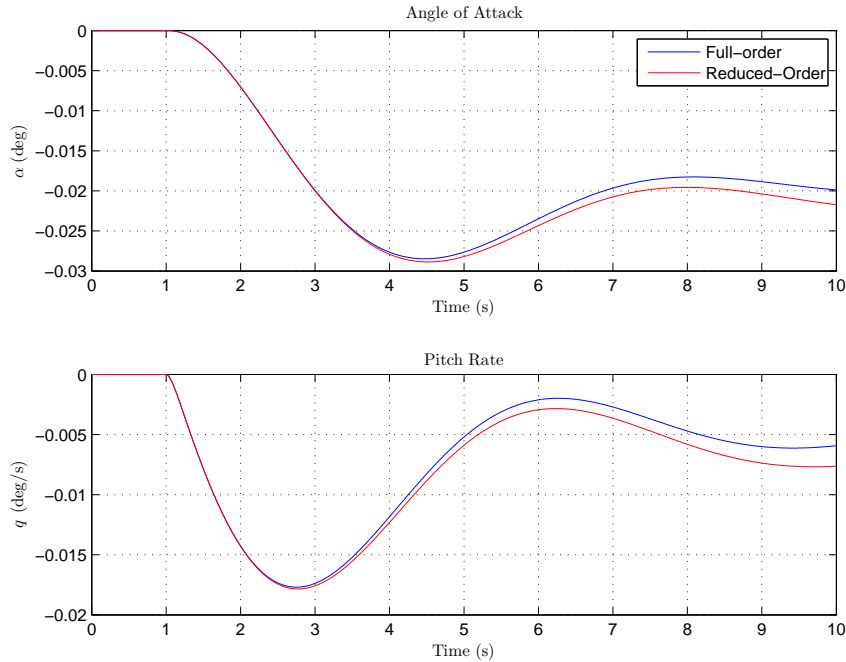 Angle of Attack
0
−0.005
−0.01
−0.015
−0.02
−0.025
−0.03
α (deg)
Full−order
Reduced−Order
0 1 2 3 4 5 6 7 8 9 10
Time (s)
Pitch Rate
0
−0.005
−0.01
−0.015
−0.02
q (deg/s)
0 1 2 3 4 5 6 7 8 9 10
Time (s)